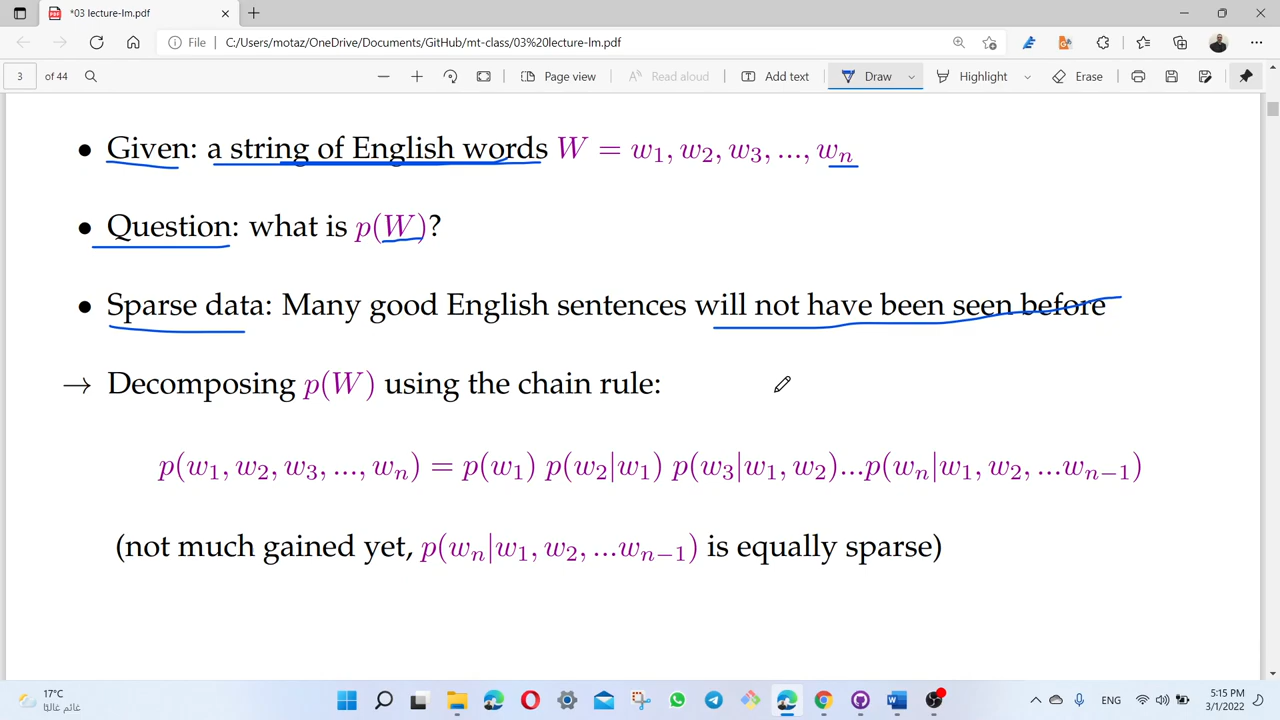 *03 lecture-lm.pdf
File C:/Users/motaz/OneDrive/Documents/GitHub/mt-class/03%20lecture-lm.pdf
3 of 44 Page view Read aloud Add text Draw Highlight Erase
• Given: a string of English words W = w₁, w₂, w₃, ..., wₙ
• Question: what is p(W)?
• Sparse data: Many good English sentences will not have been seen before
→ Decomposing p(W) using the chain rule:
p(w₁, w₂, w₃, ..., wₙ) = p(w₁) p(w₂|w₁) p(w₃|w₁, w₂)...p(wₙ|w₁, w₂, ...wₙ₋₁)
(not much gained yet, p(wₙ|w₁, w₂, ...wₙ₋₁) is equally sparse)
17°C
غائم غالبًا
ENG
5:15 PM
3/1/2022